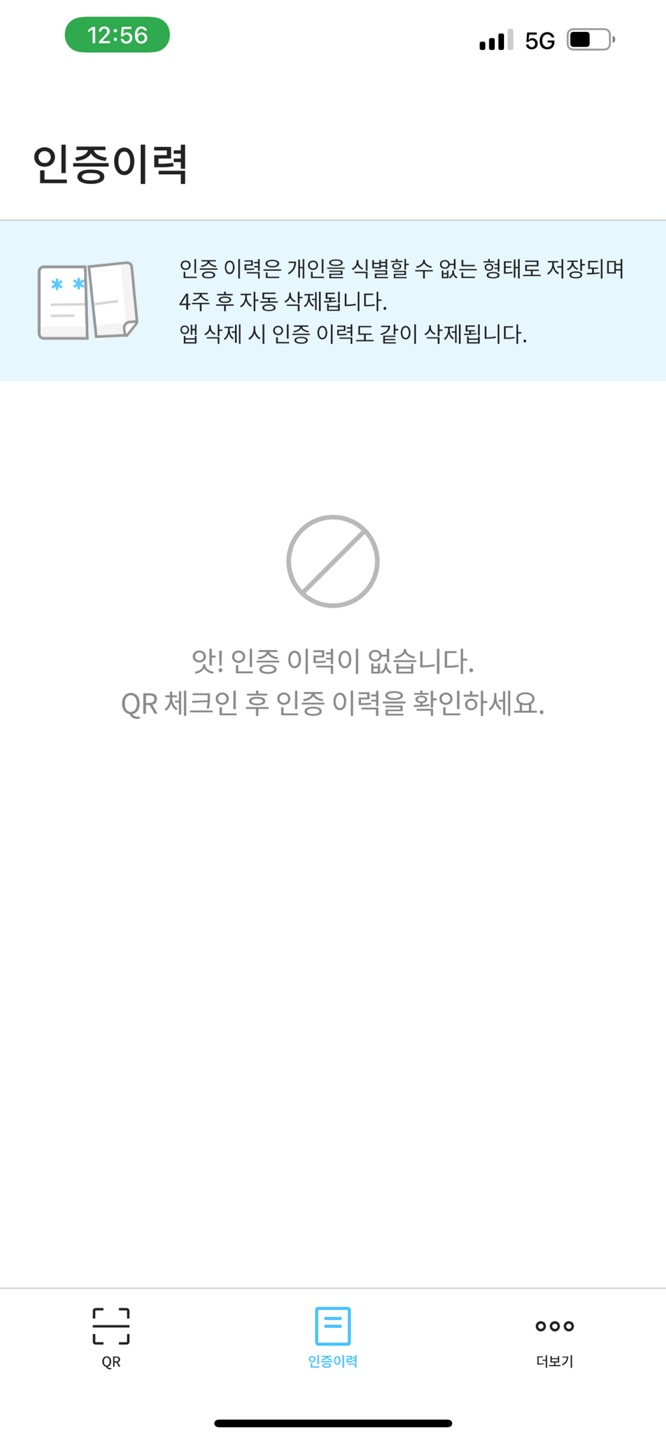 12:56
5G
인증이력
인증 이력은 개인을 식별할 수 없는 형태로 저장되며
4주 후 자동 삭제됩니다.
앱 삭제 시 인증 이력도 같이 삭제됩니다.
앗! 인증 이력이 없습니다.
QR 체크인 후 인증 이력을 확인하세요.
QR
인증이력
더보기